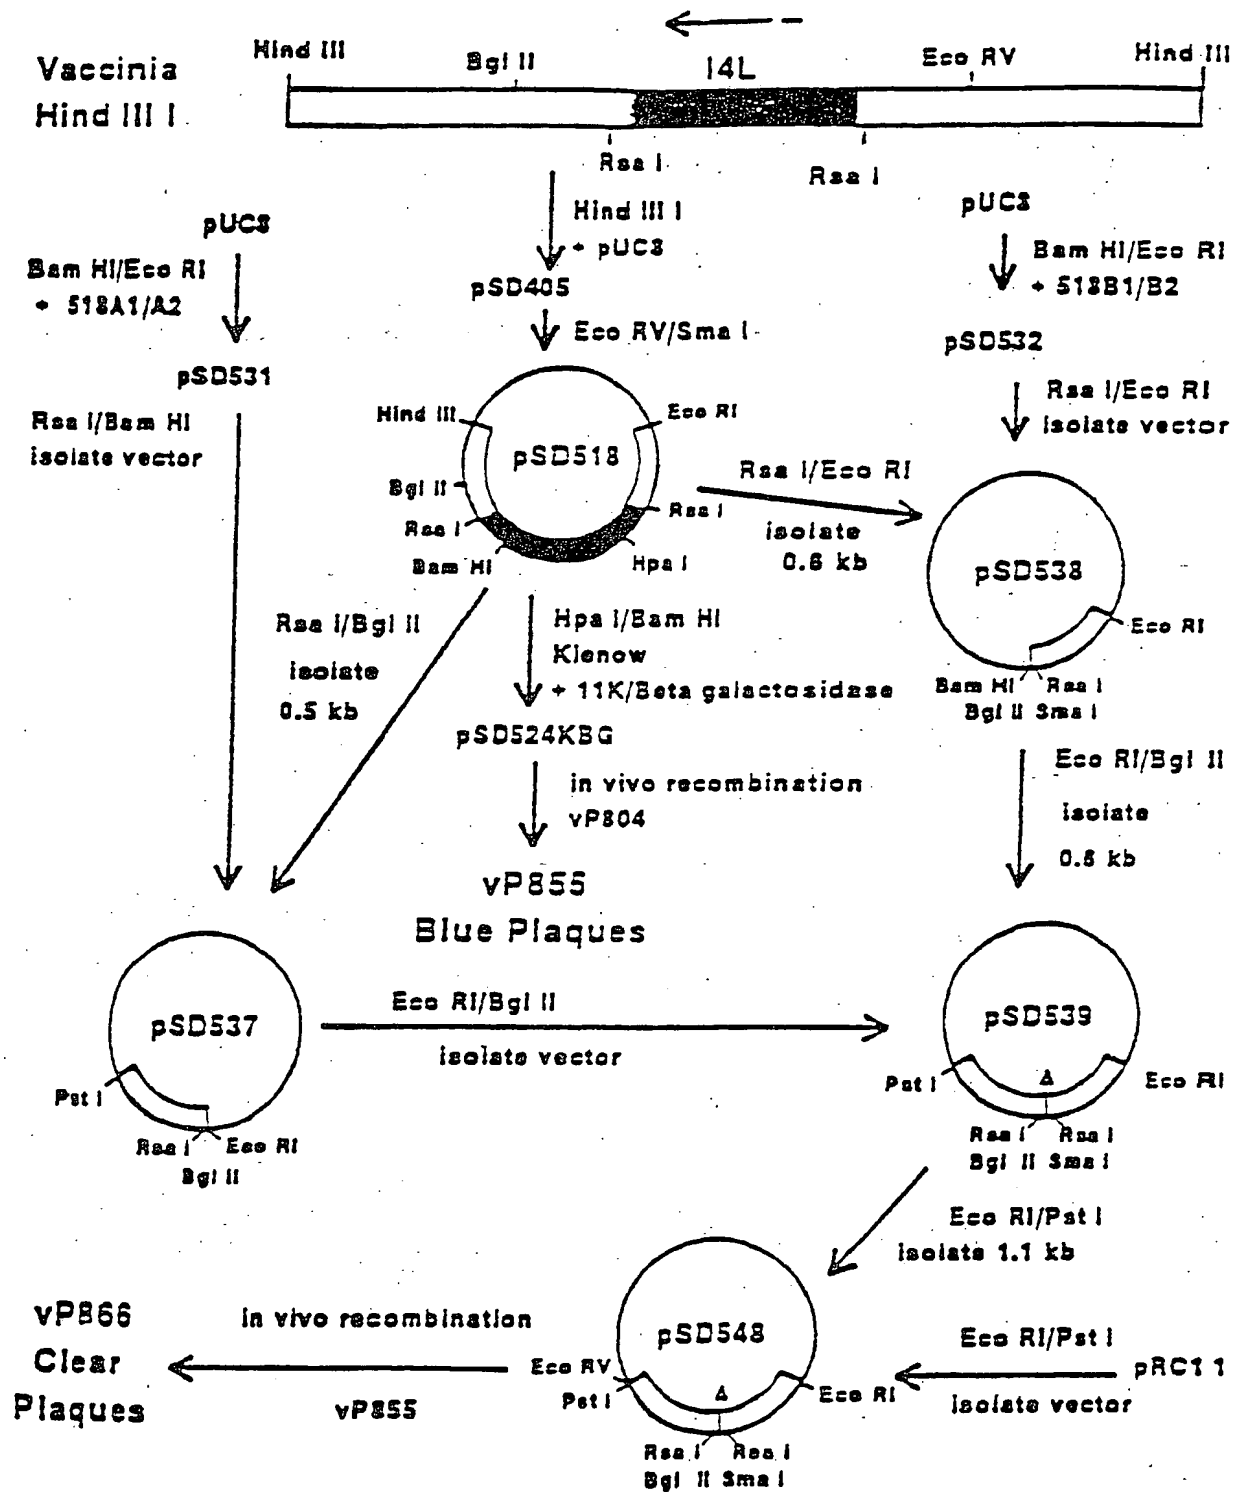 Vaccinia
Hind III I
Hind III
Bgl II
I4L
Eco RV
Hind III
Rsa I
Rsa I
pUC8
Bam HI/Eco RI
+ 518A1/A2
pSD531
Rsa I/Bam HI
isolate vector
Hind III I
+ pUC8
pSD405
Eco RV/Sma I
pUC8
Bam HI/Eco RI
+ 518B1/B2
pSD532
Rsa I/Eco RI
isolate vector
Hind III
Eco RI
pSD518
Bgl II
Rsa I
Bam HI
Rsa I
Hpa I
Rsa I/Eco RI
isolate
0.6 kb
pSD538
Eco RI
Bam HI Rsa I
Bgl II Sma I
Rsa I/Bgl II
isolate
0.5 kb
Hpa I/Bam HI
Klenow
+ 11K/Beta galactosidase
pSD524KBG
in vivo recombination
vP804
vP855
Blue Plaques
Eco RI/Bgl II
isolate
0.6 kb
pSD537
Pst I
Rsa I Eco RI
Bgl II
Eco RI/Bgl II
isolate vector
pSD539
Pst I
Δ
Eco RI
Rsa I Rsa I
Bgl II Sma I
Eco RI/Pst I
isolate 1.1 kb
vP866
Clear
Plaques
in vivo recombination
vP855
pSD548
Eco RV
Pst I
Δ
Eco RI
Rsa I Rsa I
Bgl II Sma I
Eco RI/Pst I
pRC11
isolate vector